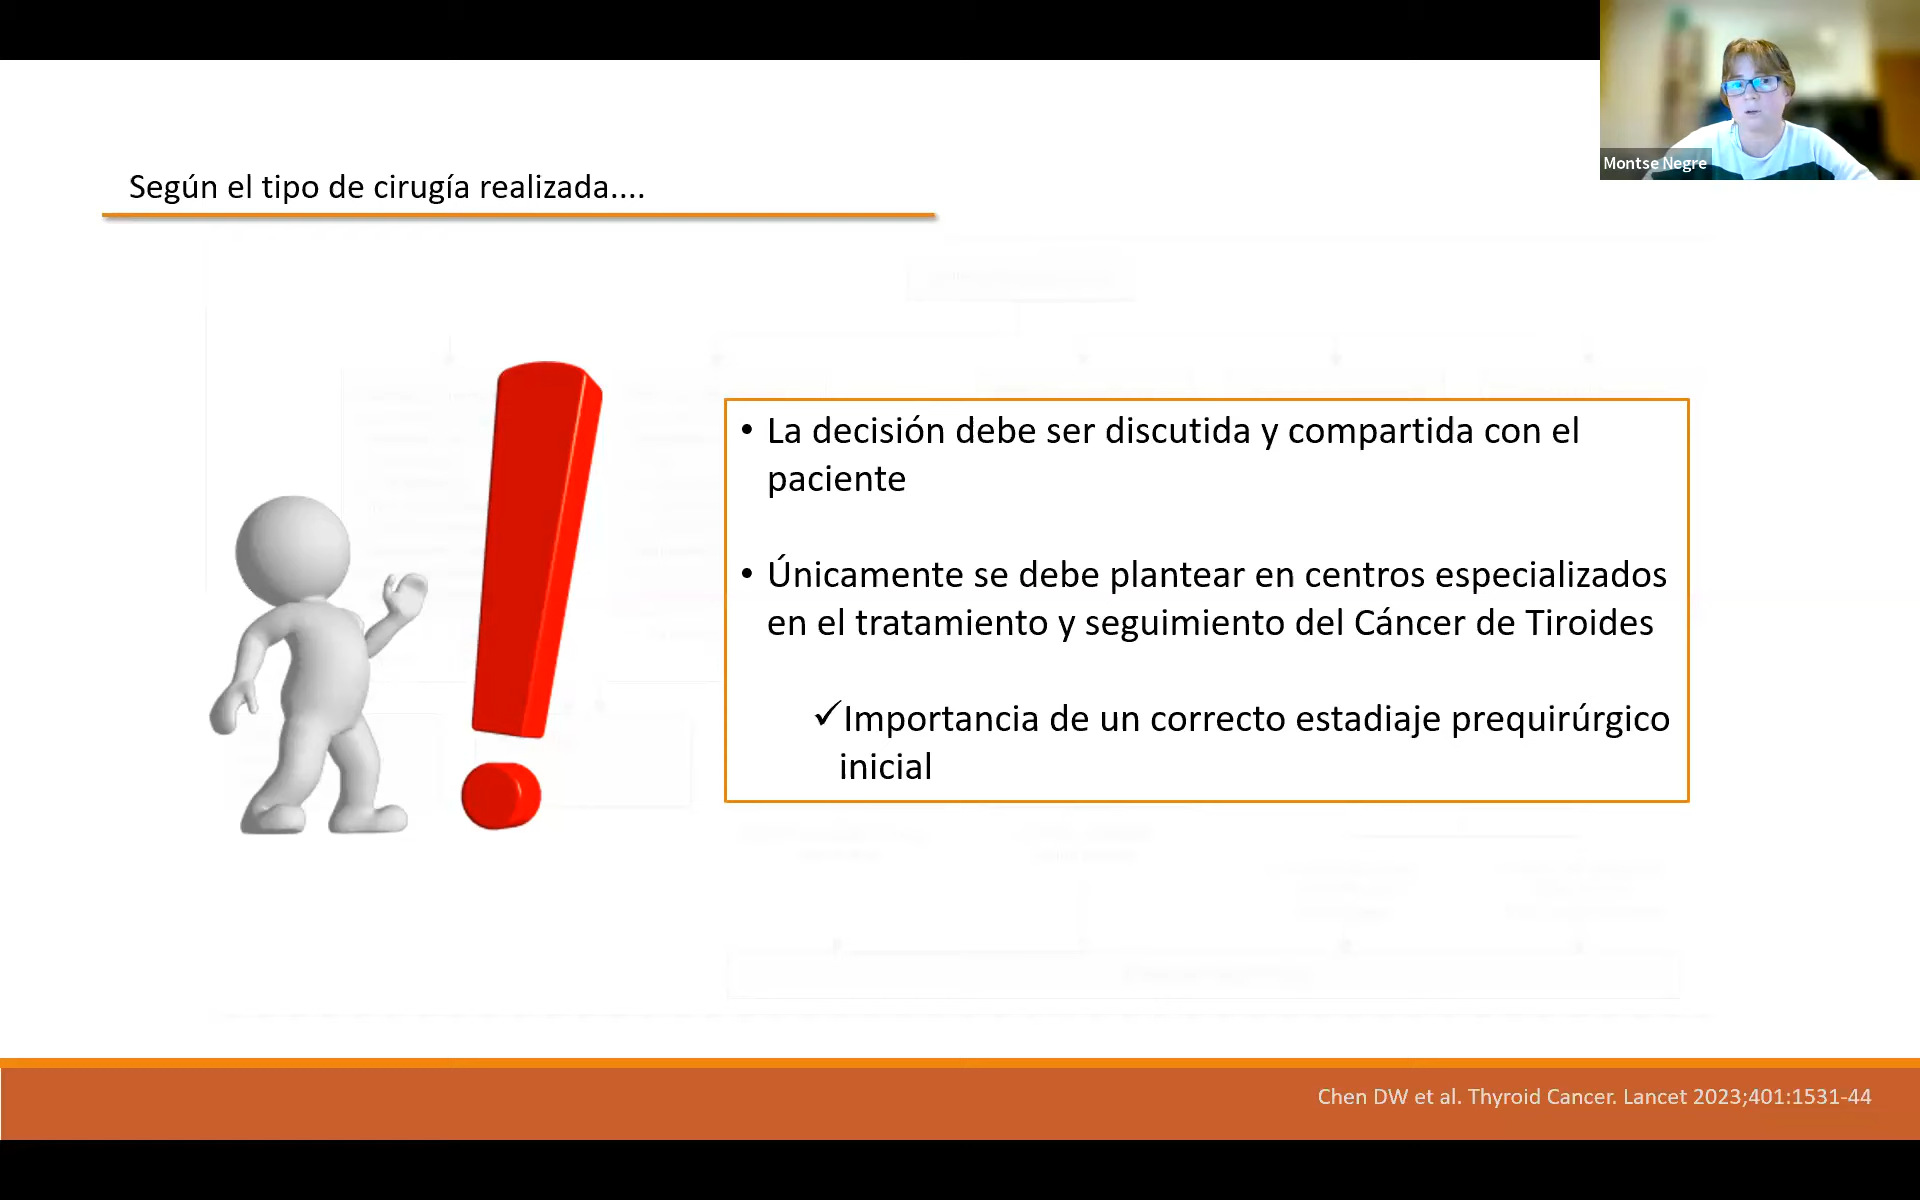 Montse Negre
Según el tipo de cirugía realizada....
• La decisión debe ser discutida y compartida con el
paciente
• Únicamente se debe plantear en centros especializados
en el tratamiento y seguimiento del Cáncer de Tiroides
✓Importancia de un correcto estadiaje prequirúrgico
inicial
Chen DW et al. Thyroid Cancer. Lancet 2023;401:1531-44